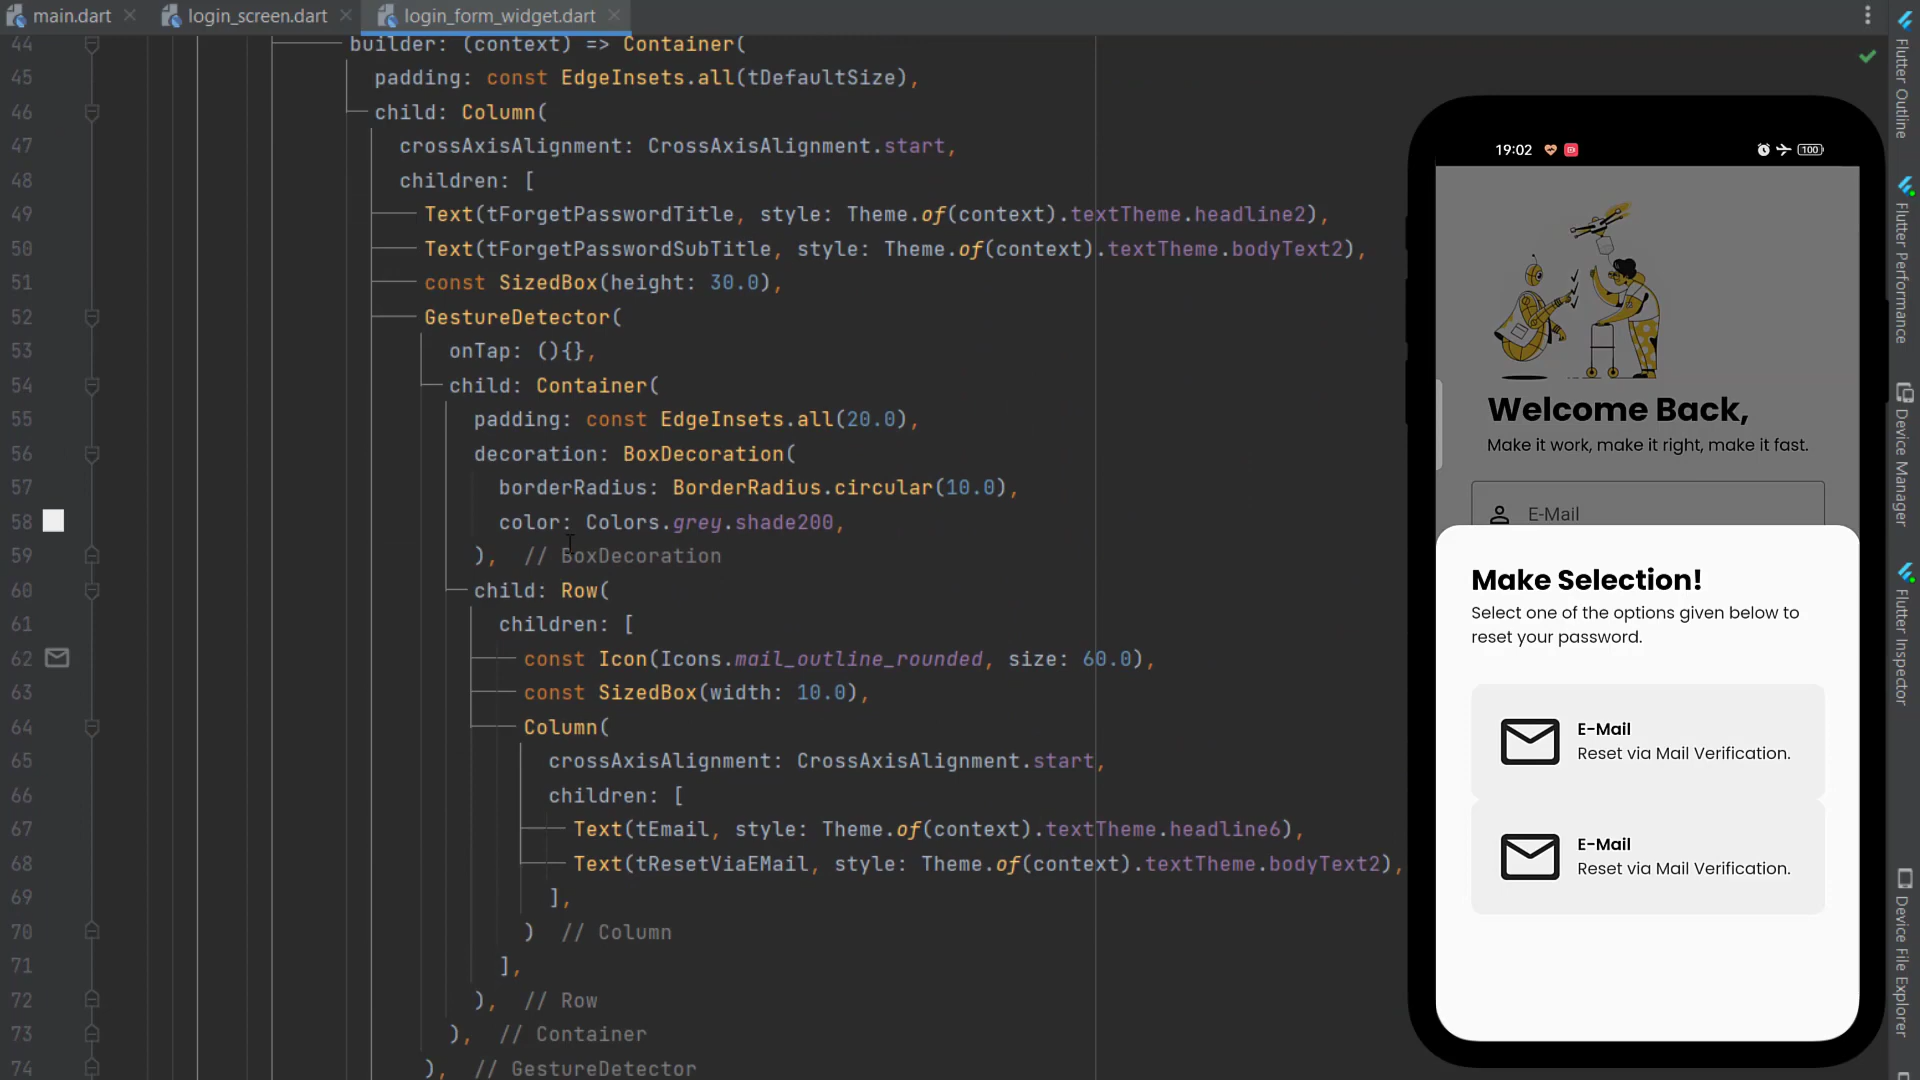 main.dart
login_screen.dart
login_form_widget.dart
44 builder: (context) => Container(
45 padding: const EdgeInsets.all(tDefaultSize),
46 child: Column(
47 crossAxisAlignment: CrossAxisAlignment.start,
48 children: [
49 Text(tForgetPasswordTitle, style: Theme.of(context).textTheme.headline2),
50 Text(tForgetPasswordSubTitle, style: Theme.of(context).textTheme.bodyText2),
51 const SizedBox(height: 30.0),
52 GestureDetector(
53 onTap: (){},
54 child: Container(
55 padding: const EdgeInsets.all(20.0),
56 decoration: BoxDecoration(
57 borderRadius: BorderRadius.circular(10.0),
58 color: Colors.grey.shade200,
59 ), // BoxDecoration
60 child: Row(
61 children: [
62 const Icon(Icons.mail_outline_rounded, size: 60.0),
63 const SizedBox(width: 10.0),
64 Column(
65 crossAxisAlignment: CrossAxisAlignment.start,
66 children: [
67 Text(tEmail, style: Theme.of(context).textTheme.headline6),
68 Text(tResetViaEMail, style: Theme.of(context).textTheme.bodyText2),
69 ],
70 ) // Column
71 ],
72 ), // Row
73 ), // Container
74 ), // GestureDetector
19:02
100
Welcome Back,
Make it work, make it right, make it fast.
E-Mail
Make Selection!
Select one of the options given below to
reset your password.
E-Mail
Reset via Mail Verification.
E-Mail
Reset via Mail Verification.
Flutter Outline
Flutter Performance
Device Manager
Flutter Inspector
Device File Explorer